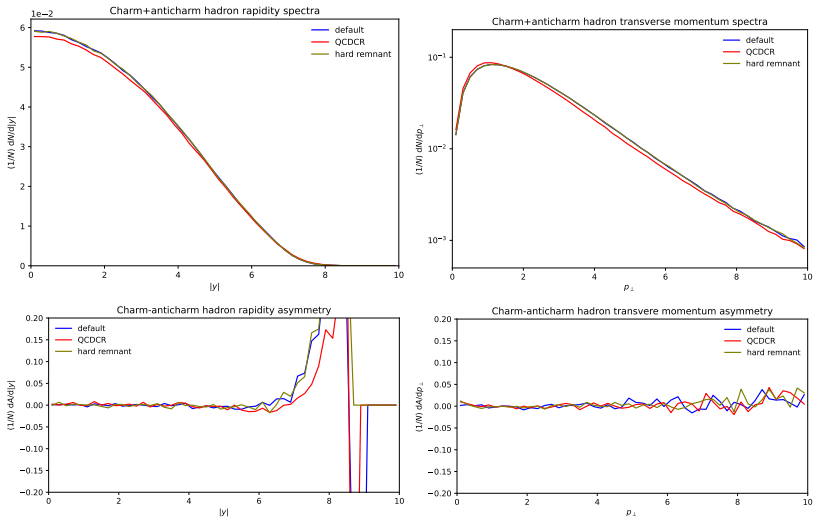 Charm+anticharm hadron rapidity spectra
6e−2
default
QCDCR
hard remnant
5
4
3
2
1
0
(1/N) dN/d|y|
0 2 4 6 8 10
|y|
Charm+anticharm hadron transverse momentum spectra
default
QCDCR
hard remnant
10⁻¹
10⁻²
10⁻³
(1/N) dN/dp⊥
0 2 4 6 8 10
p⊥
Charm-anticharm hadron rapidity asymmetry
default
QCDCR
hard remnant
0.20
0.15
0.10
0.05
0.00
−0.05
−0.10
−0.15
−0.20
(1/N) dA/d|y|
0 2 4 6 8 10
|y|
Charm-anticharm hadron transvere momentum asymmetry
default
QCDCR
hard remnant
0.20
0.15
0.10
0.05
0.00
−0.05
−0.10
−0.15
−0.20
(1/N) dA/dp⊥
0 2 4 6 8 10
p⊥